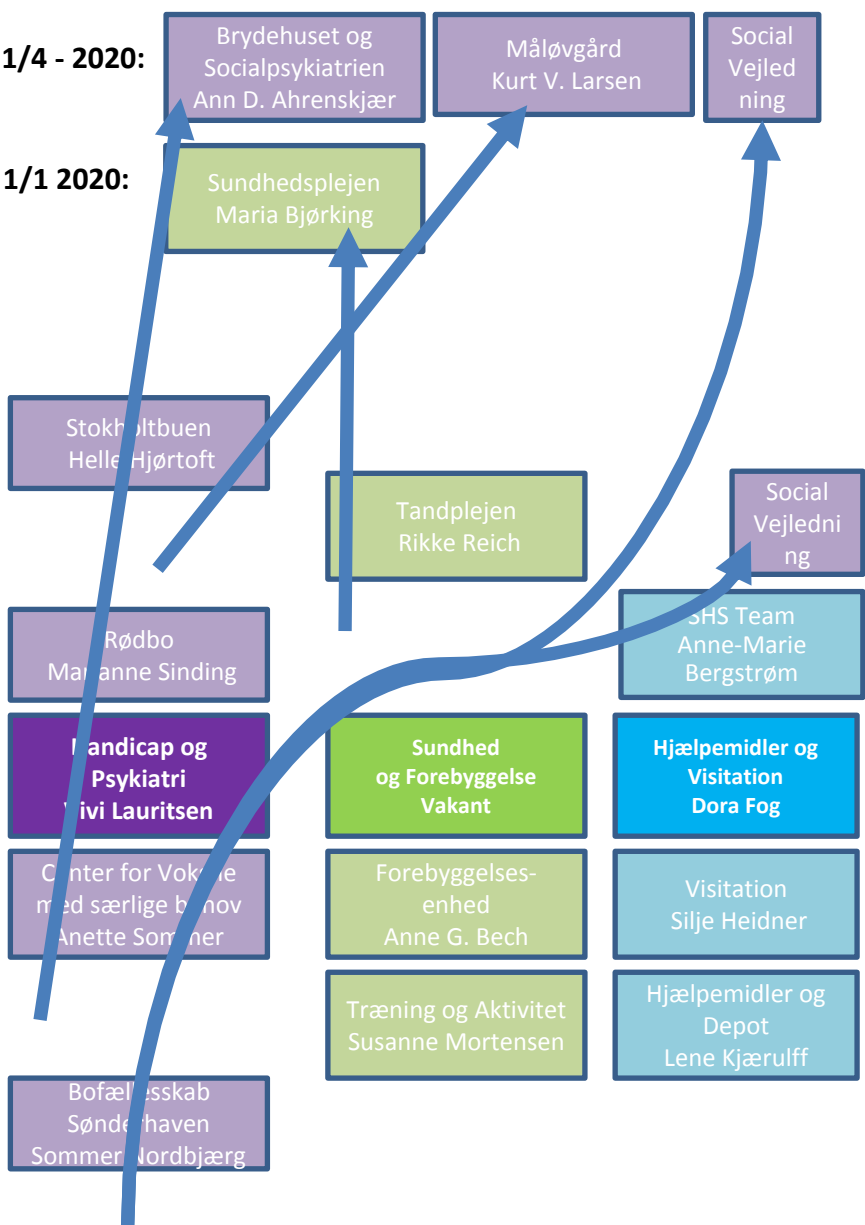 1/4 - 2020:
Brydehuset og
Socialpsykiatrien
Ann D. Ahrenskjær
Måløvgård
Kurt V. Larsen
Social
Vejled
ning
1/1 2020:
Sundhedsplejen
Maria Bjørking
Stokholtbuen
Helle Hjørtoft
Tandplejen
Rikke Reich
Social
Vejledni
ng
Rødbo
Marianne Sinding
SHS Team
Anne-Marie
Bergstrøm
Handicap og
Psykiatri
Vivi Lauritsen
Sundhed
og Forebyggelse
Vakant
Hjælpemidler og
Visitation
Dora Fog
Center for Voksne
med særlige behov
Anette Sommer
Forebyggelses-
enhed
Anne G. Bech
Visitation
Silje Heidner
Træning og Aktivitet
Susanne Mortensen
Hjælpemidler og
Depot
Lene Kjærulff
Bofællesskab
Sønderhaven
Sommer Nordbjærg